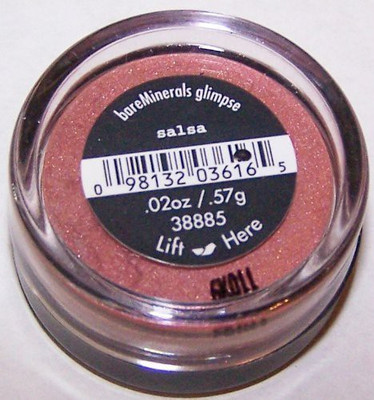 bareMinerals glimpse
salsa
0 98132 03616 5
.02oz / .57g
38885
Lift Here